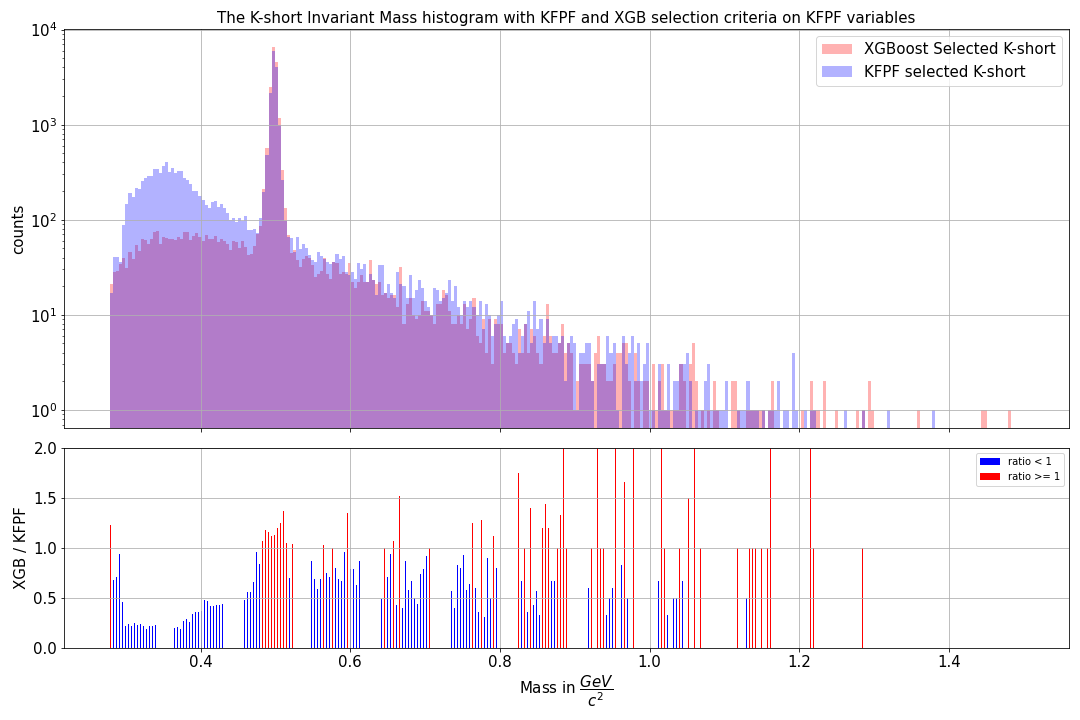 The K-short Invariant Mass histogram with KFPF and XGB selection criteria on KFPF variables
10^4
10^3
10^2
10^1
10^0
counts
XGBoost Selected K-short
KFPF selected K-short
2.0
1.5
1.0
0.5
0.0
XGB / KFPF
ratio < 1
ratio >= 1
0.4 0.6 0.8 1.0 1.2 1.4
Mass in GeV/c^2